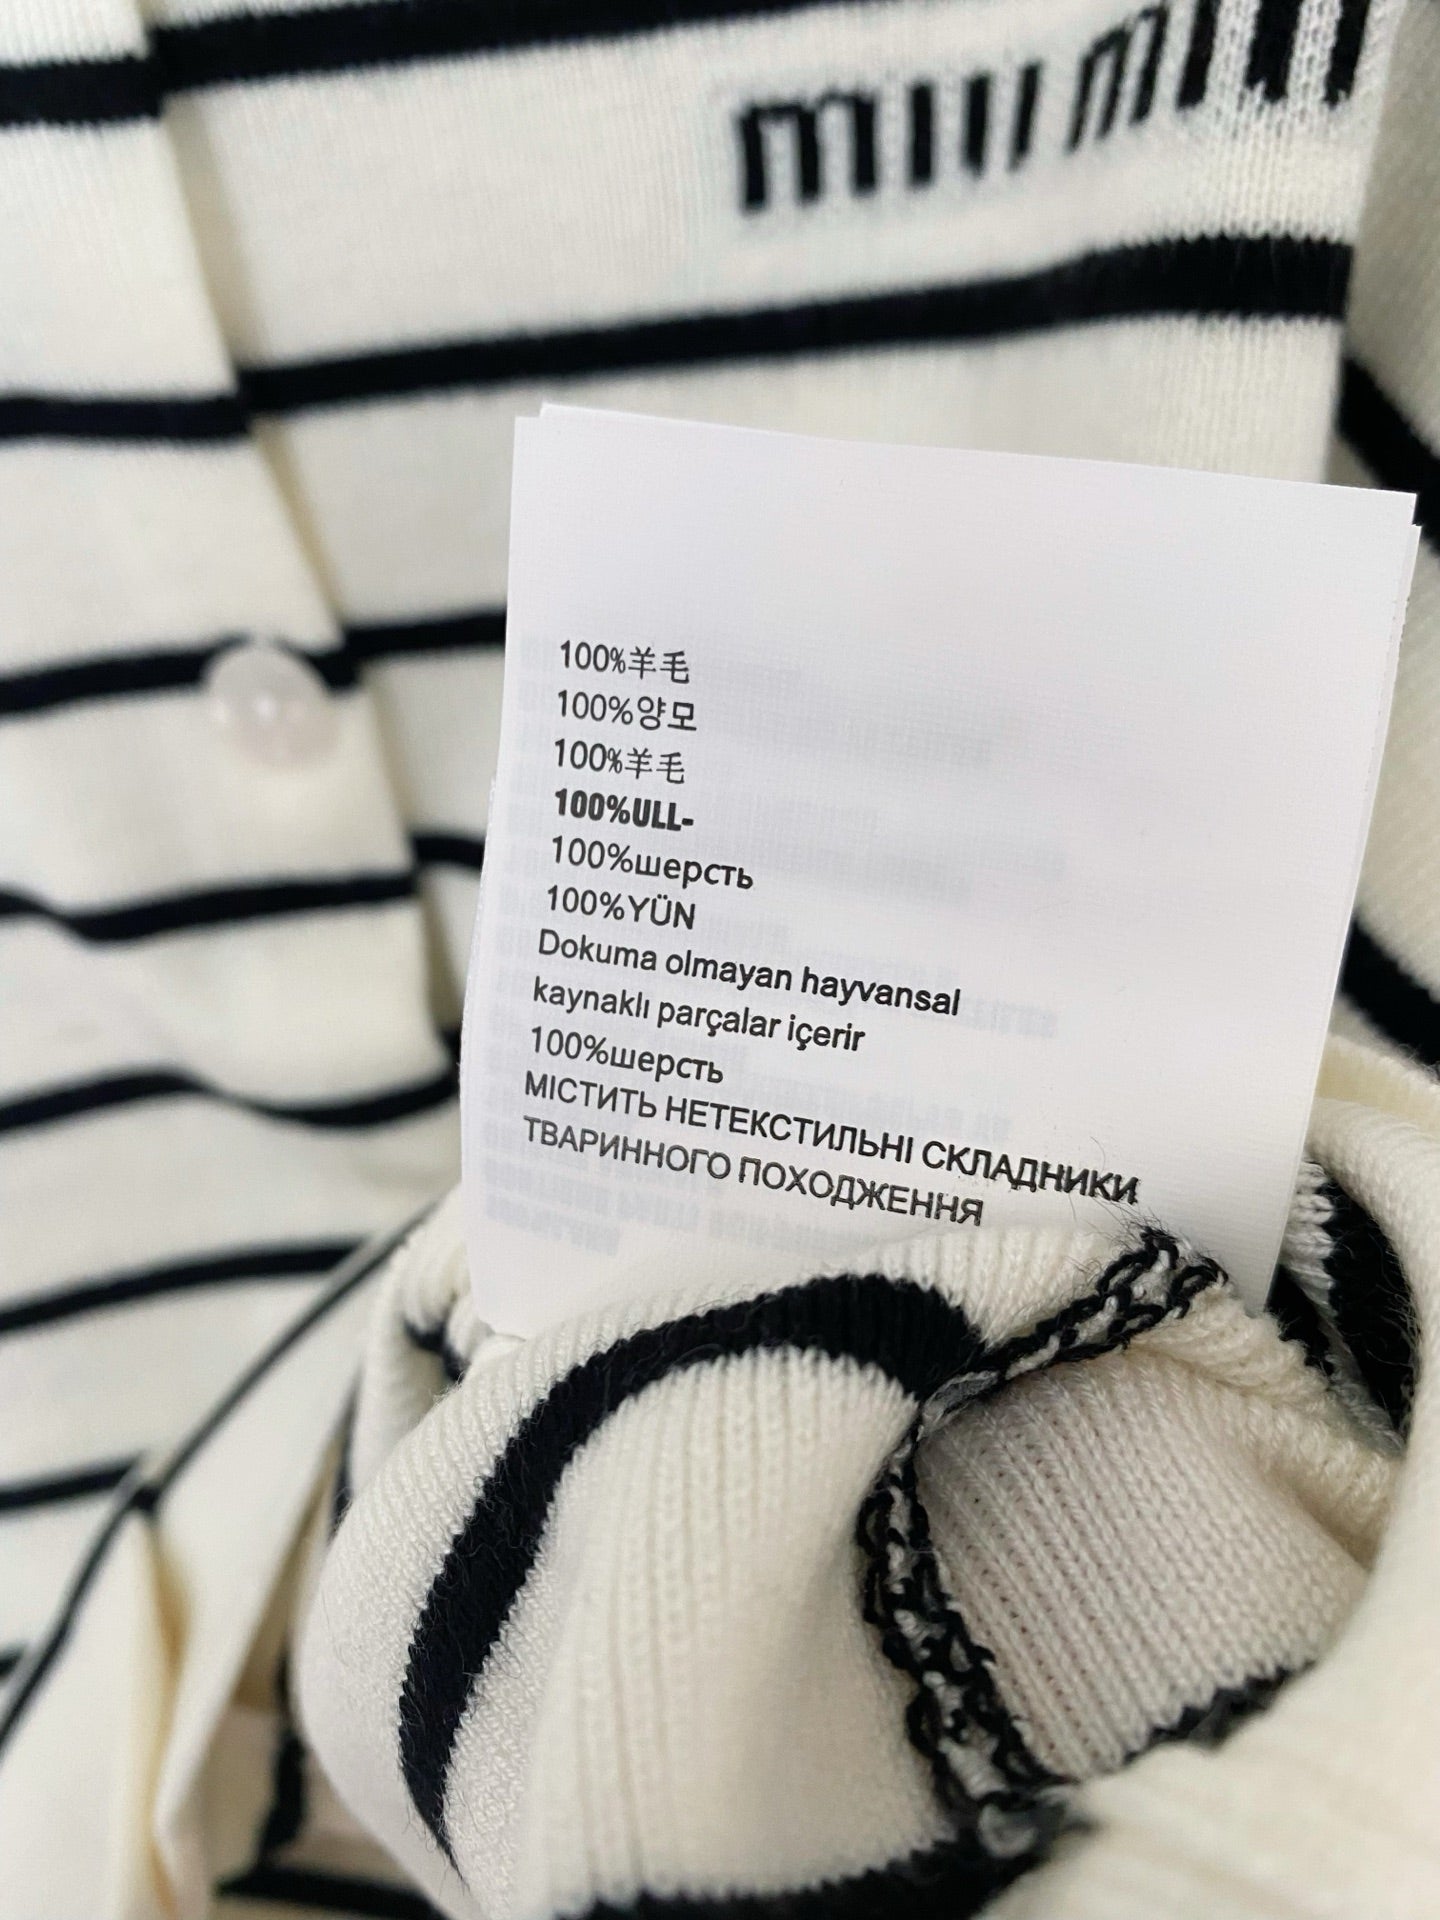 miu miu
100%羊毛
100%양모
100%羊毛
100%ULL-
100%шерсть
100%YÜN
Dokuma olmayan hayvansal
kaynaklı parçalar içerir
100%шерсть
МІСТИТЬ НЕТЕКСТИЛЬНІ СКЛАДНИКИ
ТВАРИННОГО ПОХОДЖЕННЯ